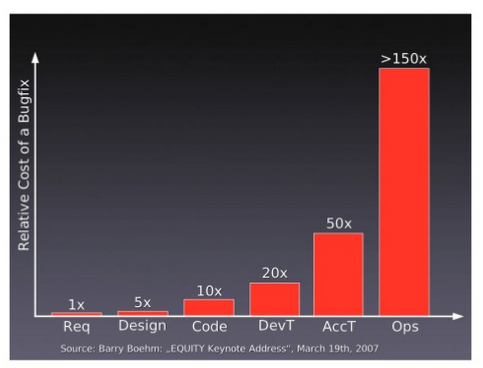 Relative Cost of a Bugfix
1x
5x
10x
20x
50x
>150x
Req
Design
Code
DevT
AccT
Ops
Source: Barry Boehm: „EQUITY Keynote Address“, March 19th, 2007